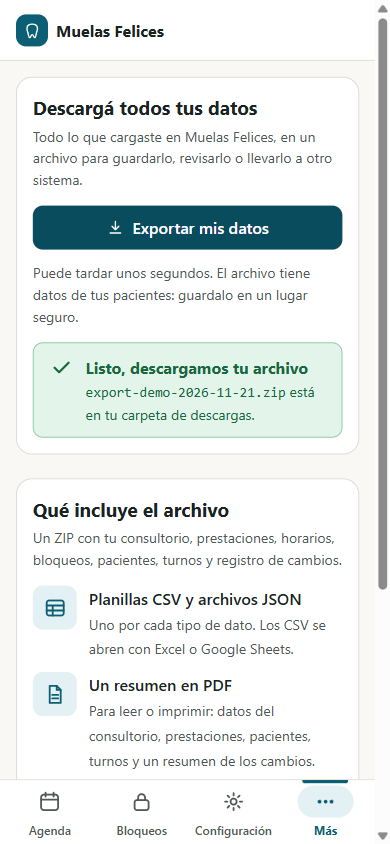 Muelas Felices
Descargá todos tus datos
Todo lo que cargaste en Muelas Felices, en un
archivo para guardarlo, revisarlo o llevarlo a otro
sistema.
Exportar mis datos
Puede tardar unos segundos. El archivo tiene
datos de tus pacientes: guardalo en un lugar
seguro.
Listo, descargamos tu archivo
export-demo-2026-11-21.zip está
en tu carpeta de descargas.
Qué incluye el archivo
Un ZIP con tu consultorio, prestaciones, horarios,
bloqueos, pacientes, turnos y registro de cambios.
Planillas CSV y archivos JSON
Uno por cada tipo de dato. Los CSV se
abren con Excel o Google Sheets.
Un resumen en PDF
Para leer o imprimir: datos del
consultorio, prestaciones, pacientes,
turnos y un resumen de los cambios.
Agenda
Bloqueos
Configuración
Más